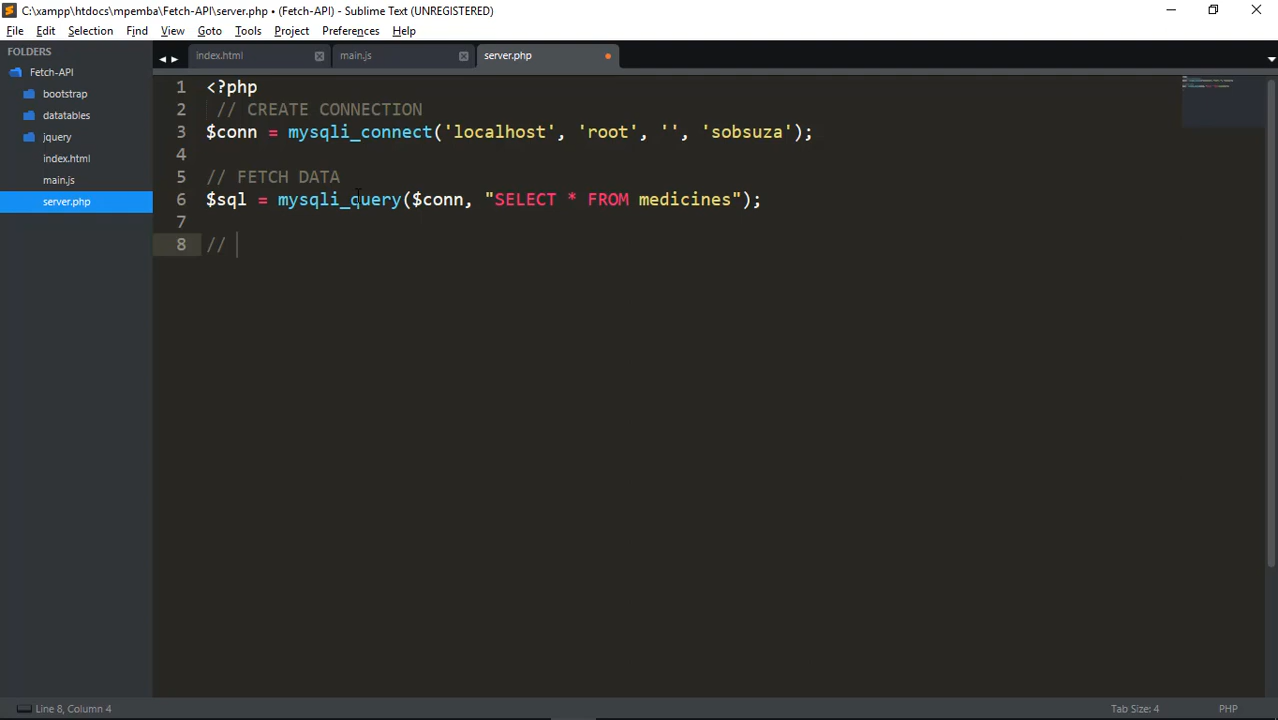 C:\xampp\htdocs\mpemba\Fetch-API\server.php • (Fetch-API) - Sublime Text (UNREGISTERED)
File Edit Selection Find View Goto Tools Project Preferences Help
FOLDERS
Fetch-API
bootstrap
datatables
jquery
index.html
main.js
server.php
index.html main.js server.php
1 <?php
2 // CREATE CONNECTION
3 $conn = mysqli_connect('localhost', 'root', '', 'sobsuza');
4
5 // FETCH DATA
6 $sql = mysqli_query($conn, "SELECT * FROM medicines");
7
8 //
Line 8, Column 4 Tab Size: 4 PHP